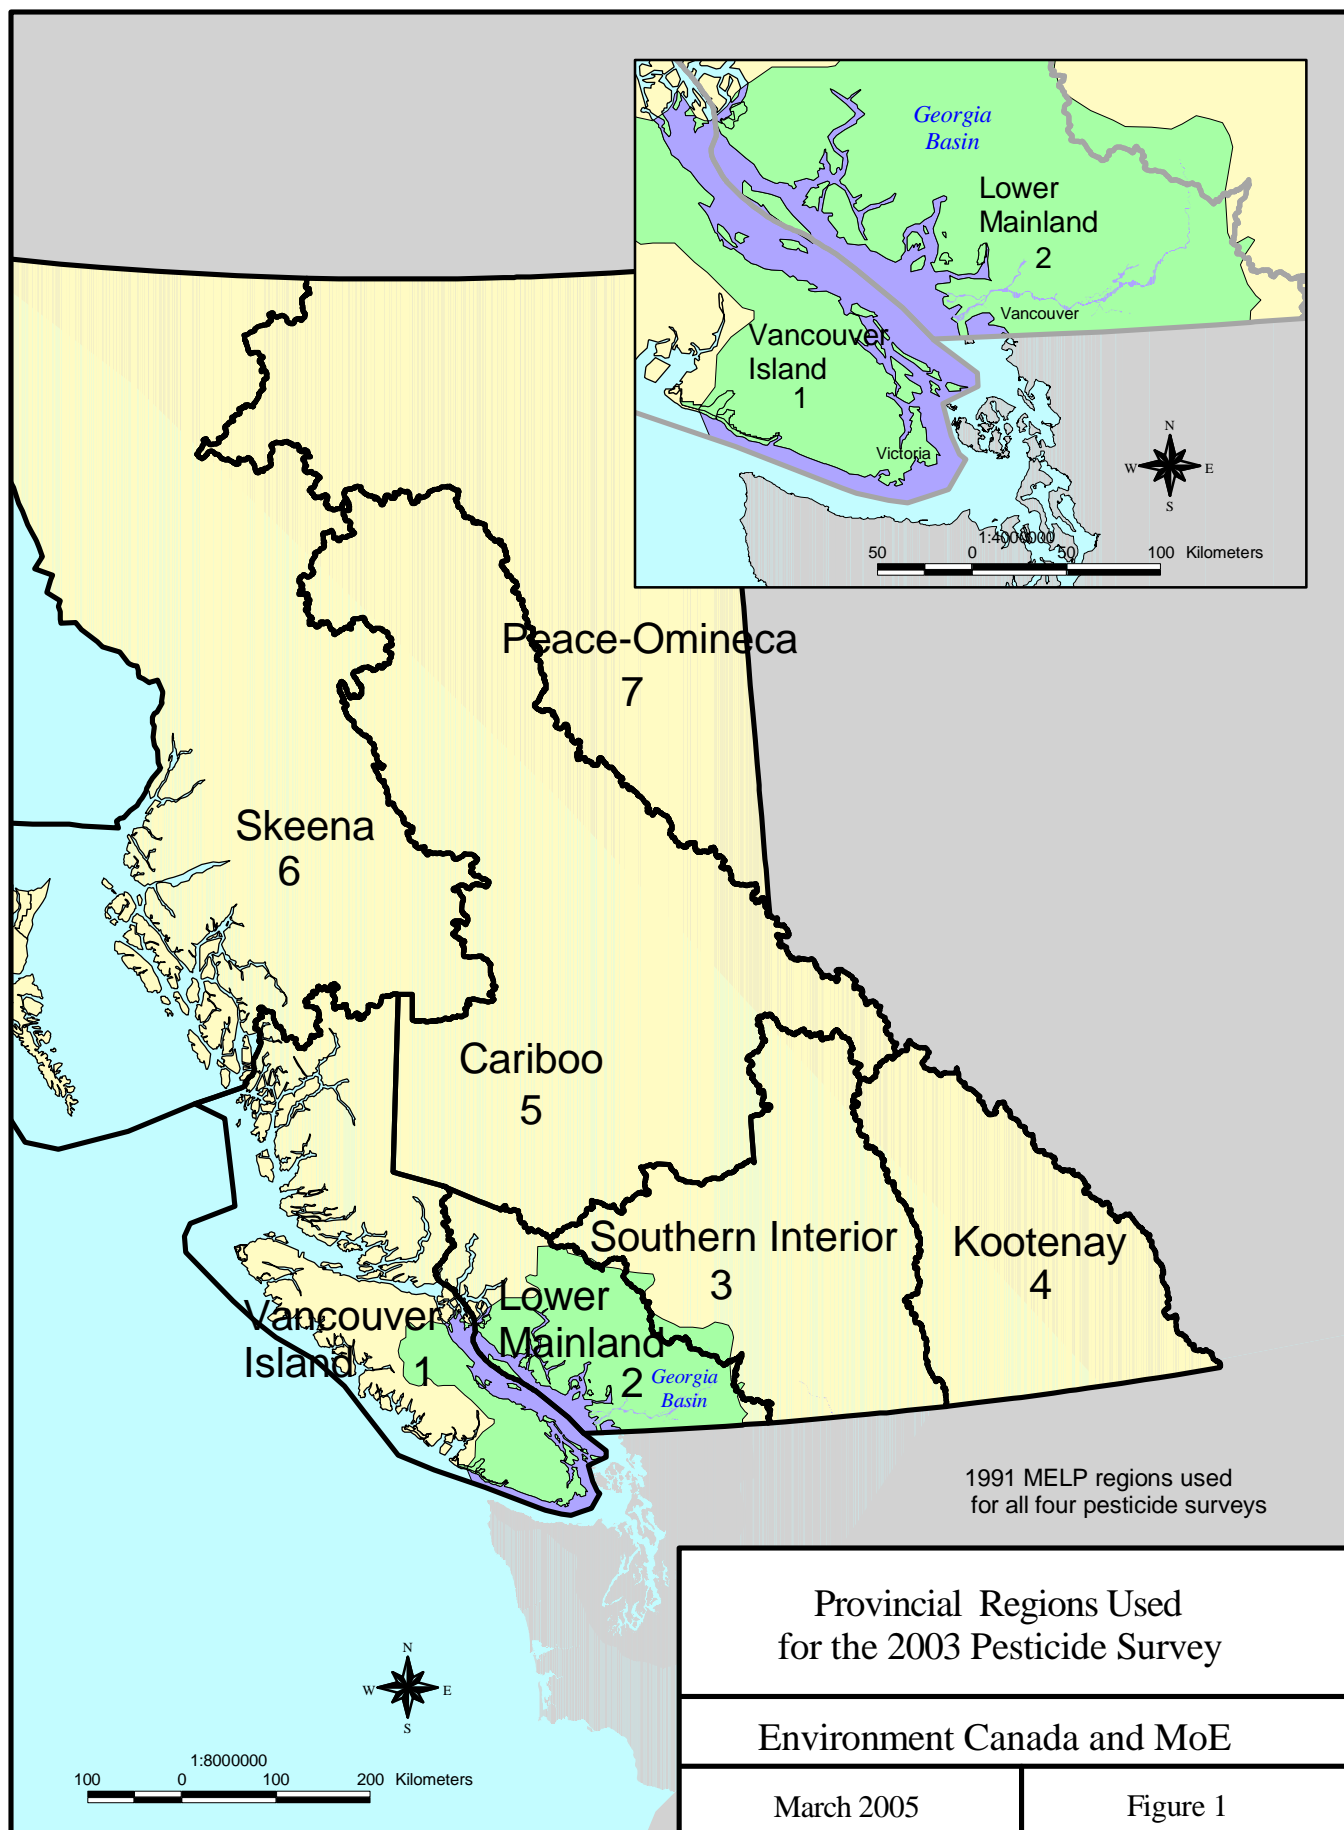 Georgia
Basin
Lower
Mainland
2
Vancouver
Vancouver
Island
1
Victoria
N
W E
S
1:4000000
50 0 50 100 Kilometers
Peace-Omineca
7
Skeena
6
Cariboo
5
Southern Interior
3
Kootenay
4
Lower
Mainland
2
Georgia
Basin
Vancouver
Island
1
1991 MELP regions used
for all four pesticide surveys
N
W E
S
1:8000000
100 0 100 200 Kilometers
Provincial Regions Used
for the 2003 Pesticide Survey
Environment Canada and MoE
March 2005
Figure 1